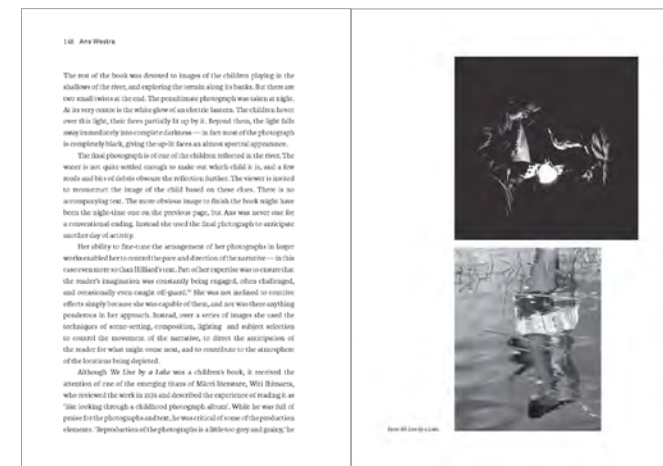 148 Ans Westra
The rest of the book was devoted to images of the children playing in the
shallows of the river, and exploring the terrain along its banks. But there are
two small twists at the end. The penultimate photograph was taken at night.
At its very centre is the white glow of an electric lantern. The children hover
over this light, their faces partially lit up by it. Beyond them, the light falls
away immediately into complete darkness — in fact most of the photograph
is completely black, giving the up-lit faces an almost spectral appearance.
The final photograph is of one of the children reflected in the river. The
water is not quite settled enough to make out which child it is, and a few
reeds and bits of debris obscure the reflection further. The viewer is invited
to reconstruct the image of the child based on these clues. There is no
accompanying text. The more obvious image to finish the book might have
been the night-time one on the previous page, but Ans was never one for
a conventional ending. Instead she used the final photograph to anticipate
another day of activity.
Her ability to fine-tune the arrangement of her photographs in larger
works enabled her to control the pace and direction of the narrative — in this
case even more so than Hilliard's text. Part of her expertise was to ensure that
the reader's imagination was constantly being engaged, often challenged,
and occasionally even caught off-guard. She was not inclined to contrive
effects simply because she was capable of them, and nor was there anything
ponderous in her approach. Instead, over a series of images she used the
techniques of scene-setting, composition, lighting and subject selection
to control the movement of the narrative, to direct the anticipation of
the reader for what might come next, and to contribute to the atmosphere
of the locations being depicted.
Although We Live by a Lake was a children's book, it received the
attention of one of the emerging titans of Māori literature, Witi Ihimaera,
who reviewed the work in 1974 and described the experience of reading it as
'like looking through a childhood photograph album'. While he was full of
praise for the photographs and text, he was critical of some of the production
elements. 'Reproduction of the photographs is a little too grey and grainy,' he
From We Live by a Lake.